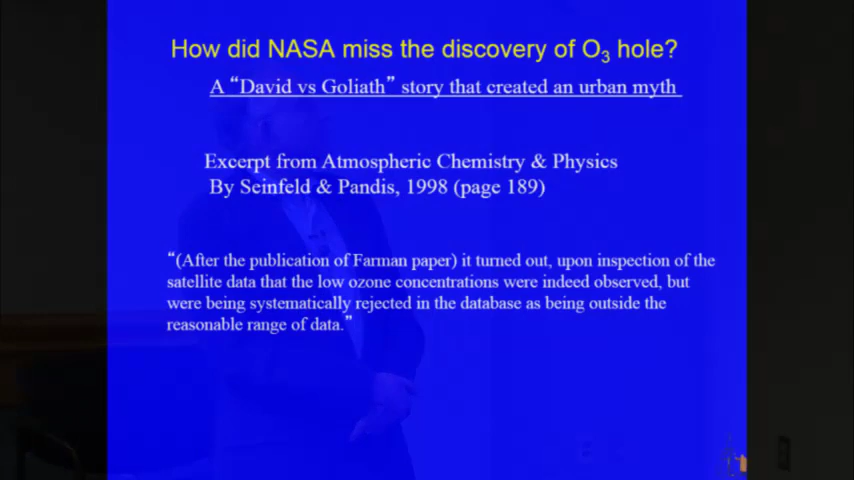 How did NASA miss the discovery of O₃ hole?
A “David vs Goliath” story that created an urban myth
Excerpt from Atmospheric Chemistry & Physics
By Seinfeld & Pandis, 1998 (page 189)
“(After the publication of Farman paper) it turned out, upon inspection of the
satellite data that the low ozone concentrations were indeed observed, but
were being systematically rejected in the database as being outside the
reasonable range of data.”